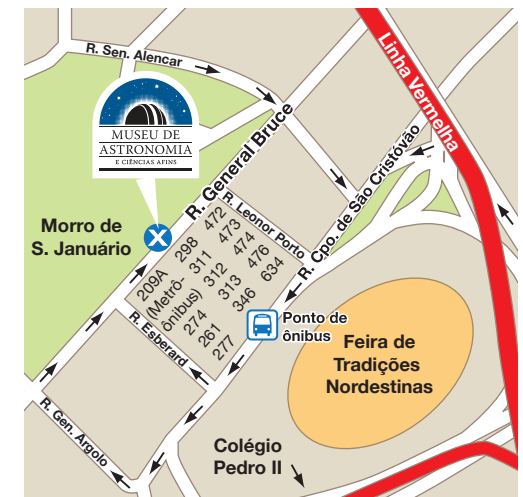 R. Sen. Alencar
MUSEU DE
ASTRONOMIA
E CIÊNCIAS AFINS
R. General Bruce
Linha Vermelha
R. Cpo. de São Cristóvão
Morro de
S. Januário
R. Leonor Porto
209A 298 472
(Metrô- 311 473
ônibus) 312 474
274 313 476
261 346 634
277
R. Esberard
Ponto de
ônibus
Feira de
Tradições
Nordestinas
R. Gen. Argolo
Colégio
Pedro II